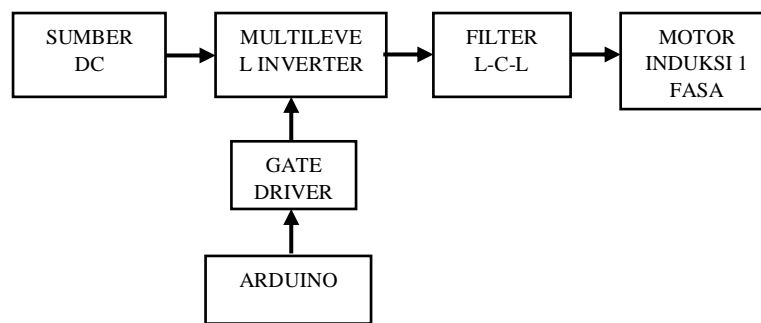 SUMBER
DC
MULTILEVE
L INVERTER
FILTER
L-C-L
MOTOR
INDUKSI 1
FASA
GATE
DRIVER
ARDUINO